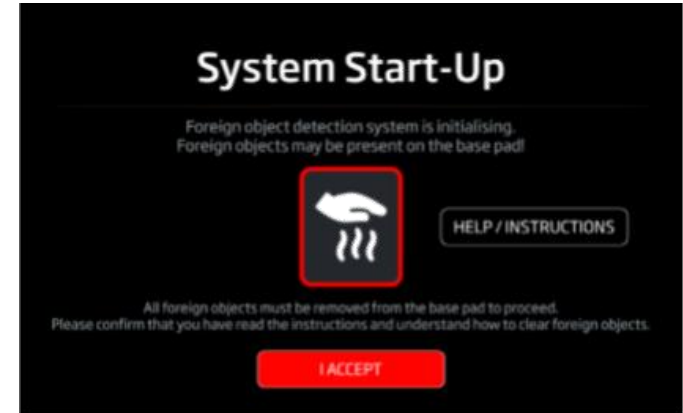 System Start-Up
Foreign object detection system is initialising.
Foreign objects may be present on the base pad!
HELP / INSTRUCTIONS
All foreign objects must be removed from the base pad to proceed.
Please confirm that you have read the instructions and understand how to clear foreign objects.
I ACCEPT